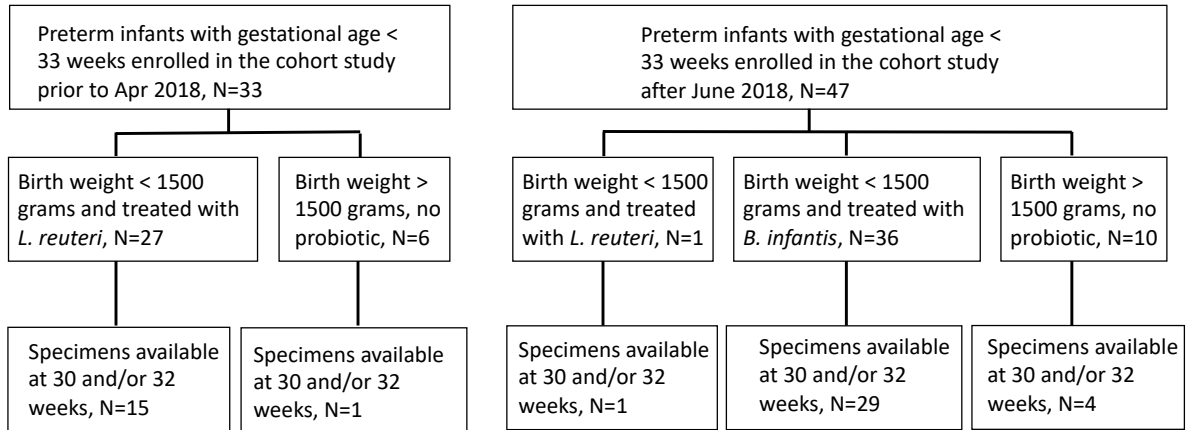 Preterm infants with gestational age <
33 weeks enrolled in the cohort study
prior to Apr 2018, N=33
Preterm infants with gestational age <
33 weeks enrolled in the cohort study
after June 2018, N=47
Birth weight < 1500
grams and treated with
L. reuteri, N=27
Birth weight >
1500 grams, no
probiotic, N=6
Birth weight < 1500
grams and treated
with L. reuteri, N=1
Birth weight < 1500
grams and treated with
B. infantis, N=36
Birth weight >
1500 grams, no
probiotic, N=10
Specimens available
at 30 and/or 32
weeks, N=15
Specimens available
at 30 and/or 32
weeks, N=1
Specimens available
at 30 and/or 32
weeks, N=1
Specimens available
at 30 and/or 32
weeks, N=29
Specimens available
at 30 and/or 32
weeks, N=4